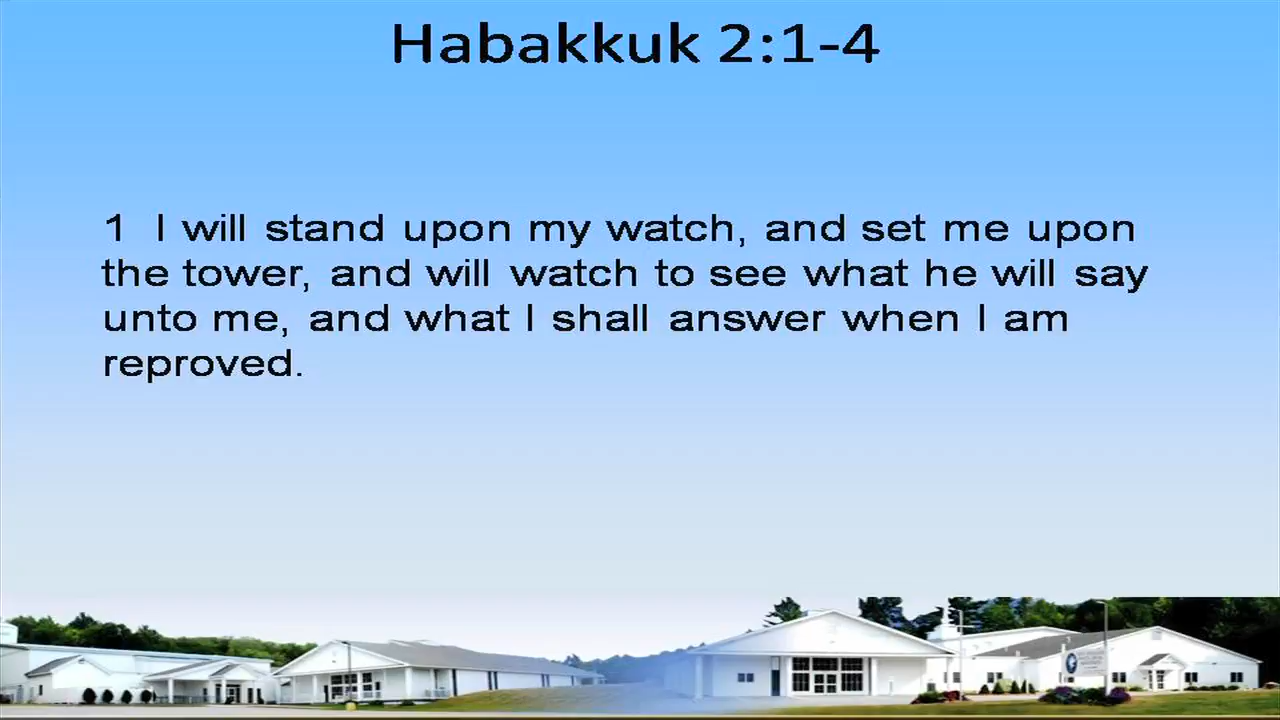 Habakkuk 2:1-4
1 I will stand upon my watch, and set me upon
the tower, and will watch to see what he will say
unto me, and what I shall answer when I am
reproved.